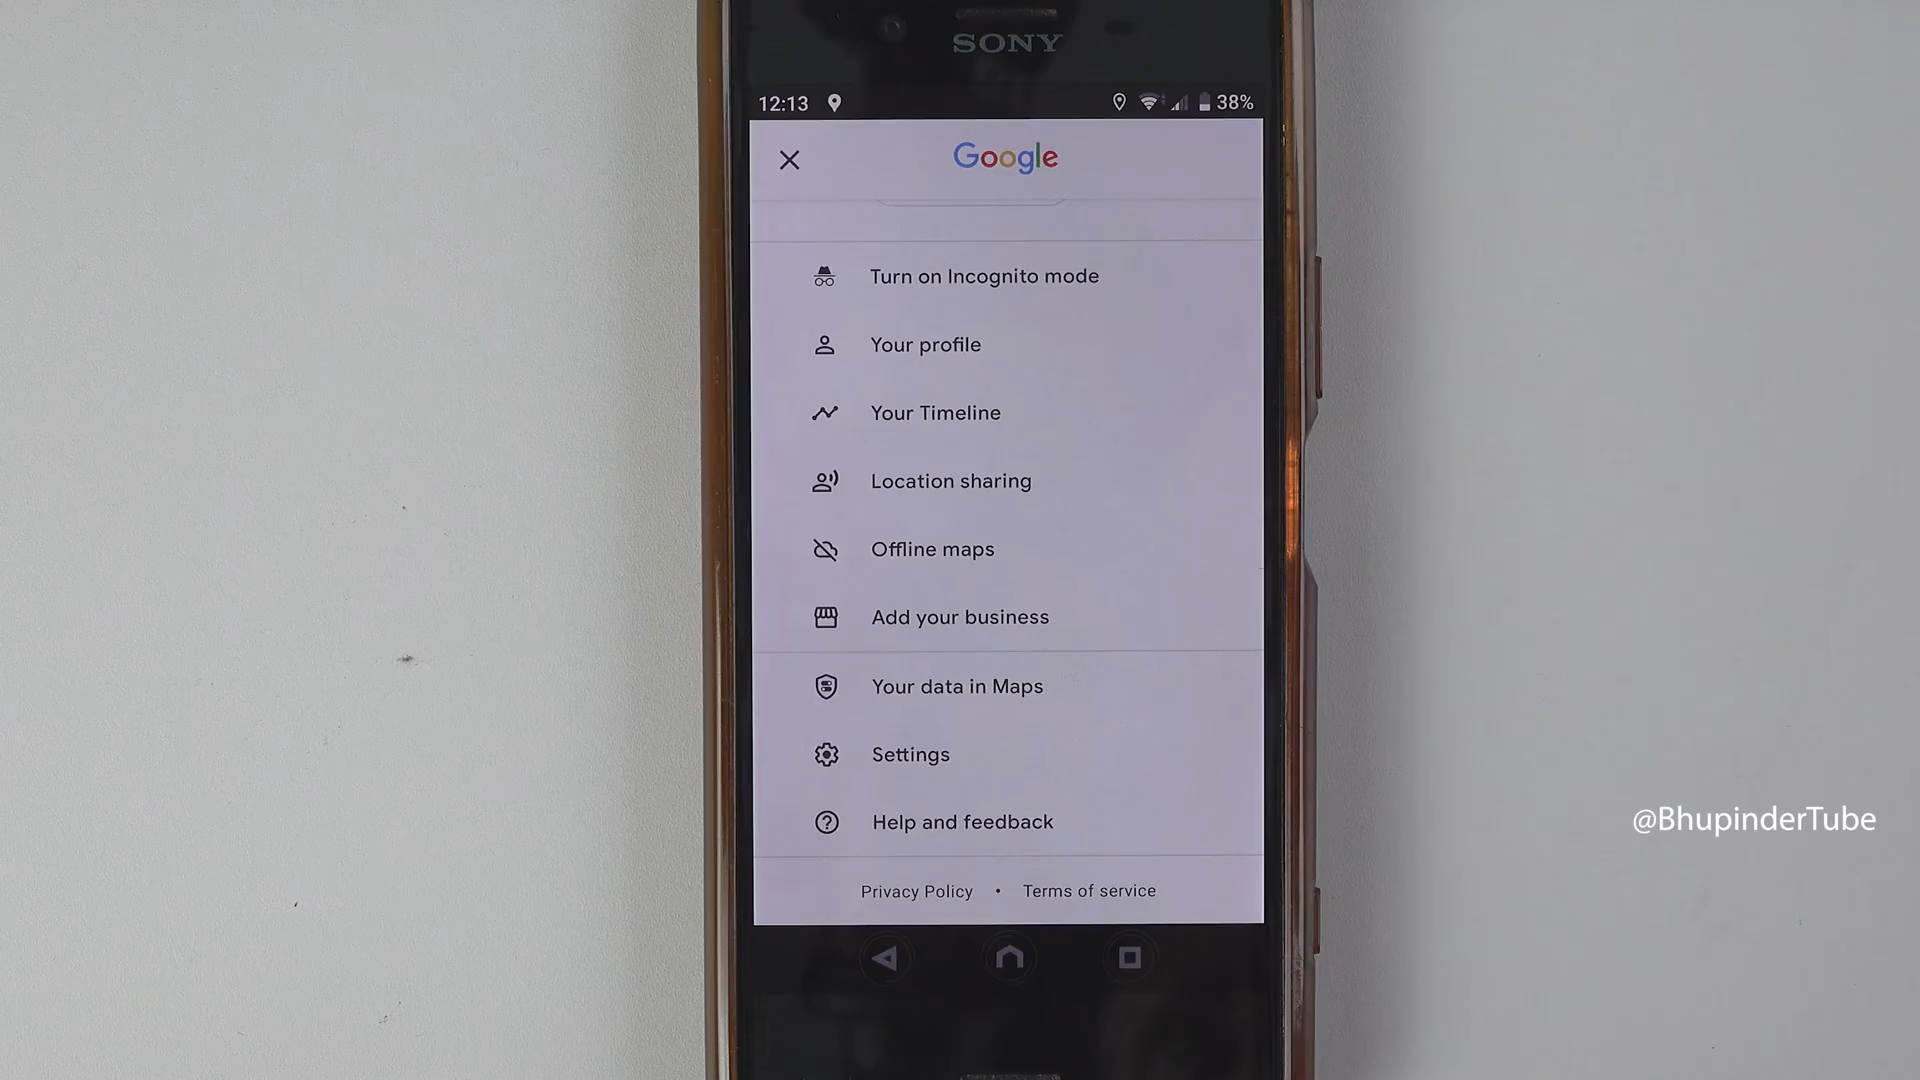 SONY
12:13 38%
Google
Turn on Incognito mode
Your profile
Your Timeline
Location sharing
Offline maps
Add your business
Your data in Maps
Settings
@BhupinderTube
Help and feedback
Privacy Policy • Terms of service